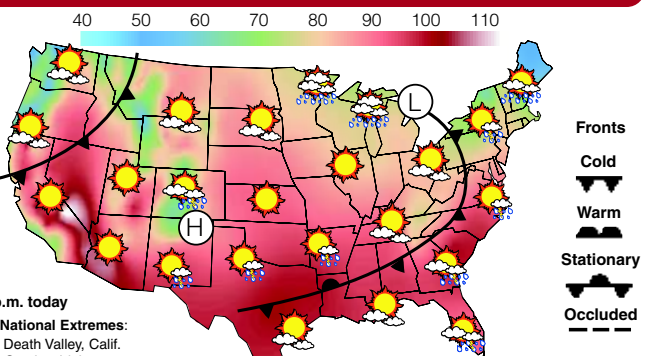 40 50 60 70 80 90 100 110
L
H
Fronts
Cold
Warm
Stationary
Occluded
p.m. today
National Extremes:
Death Valley, Calif.